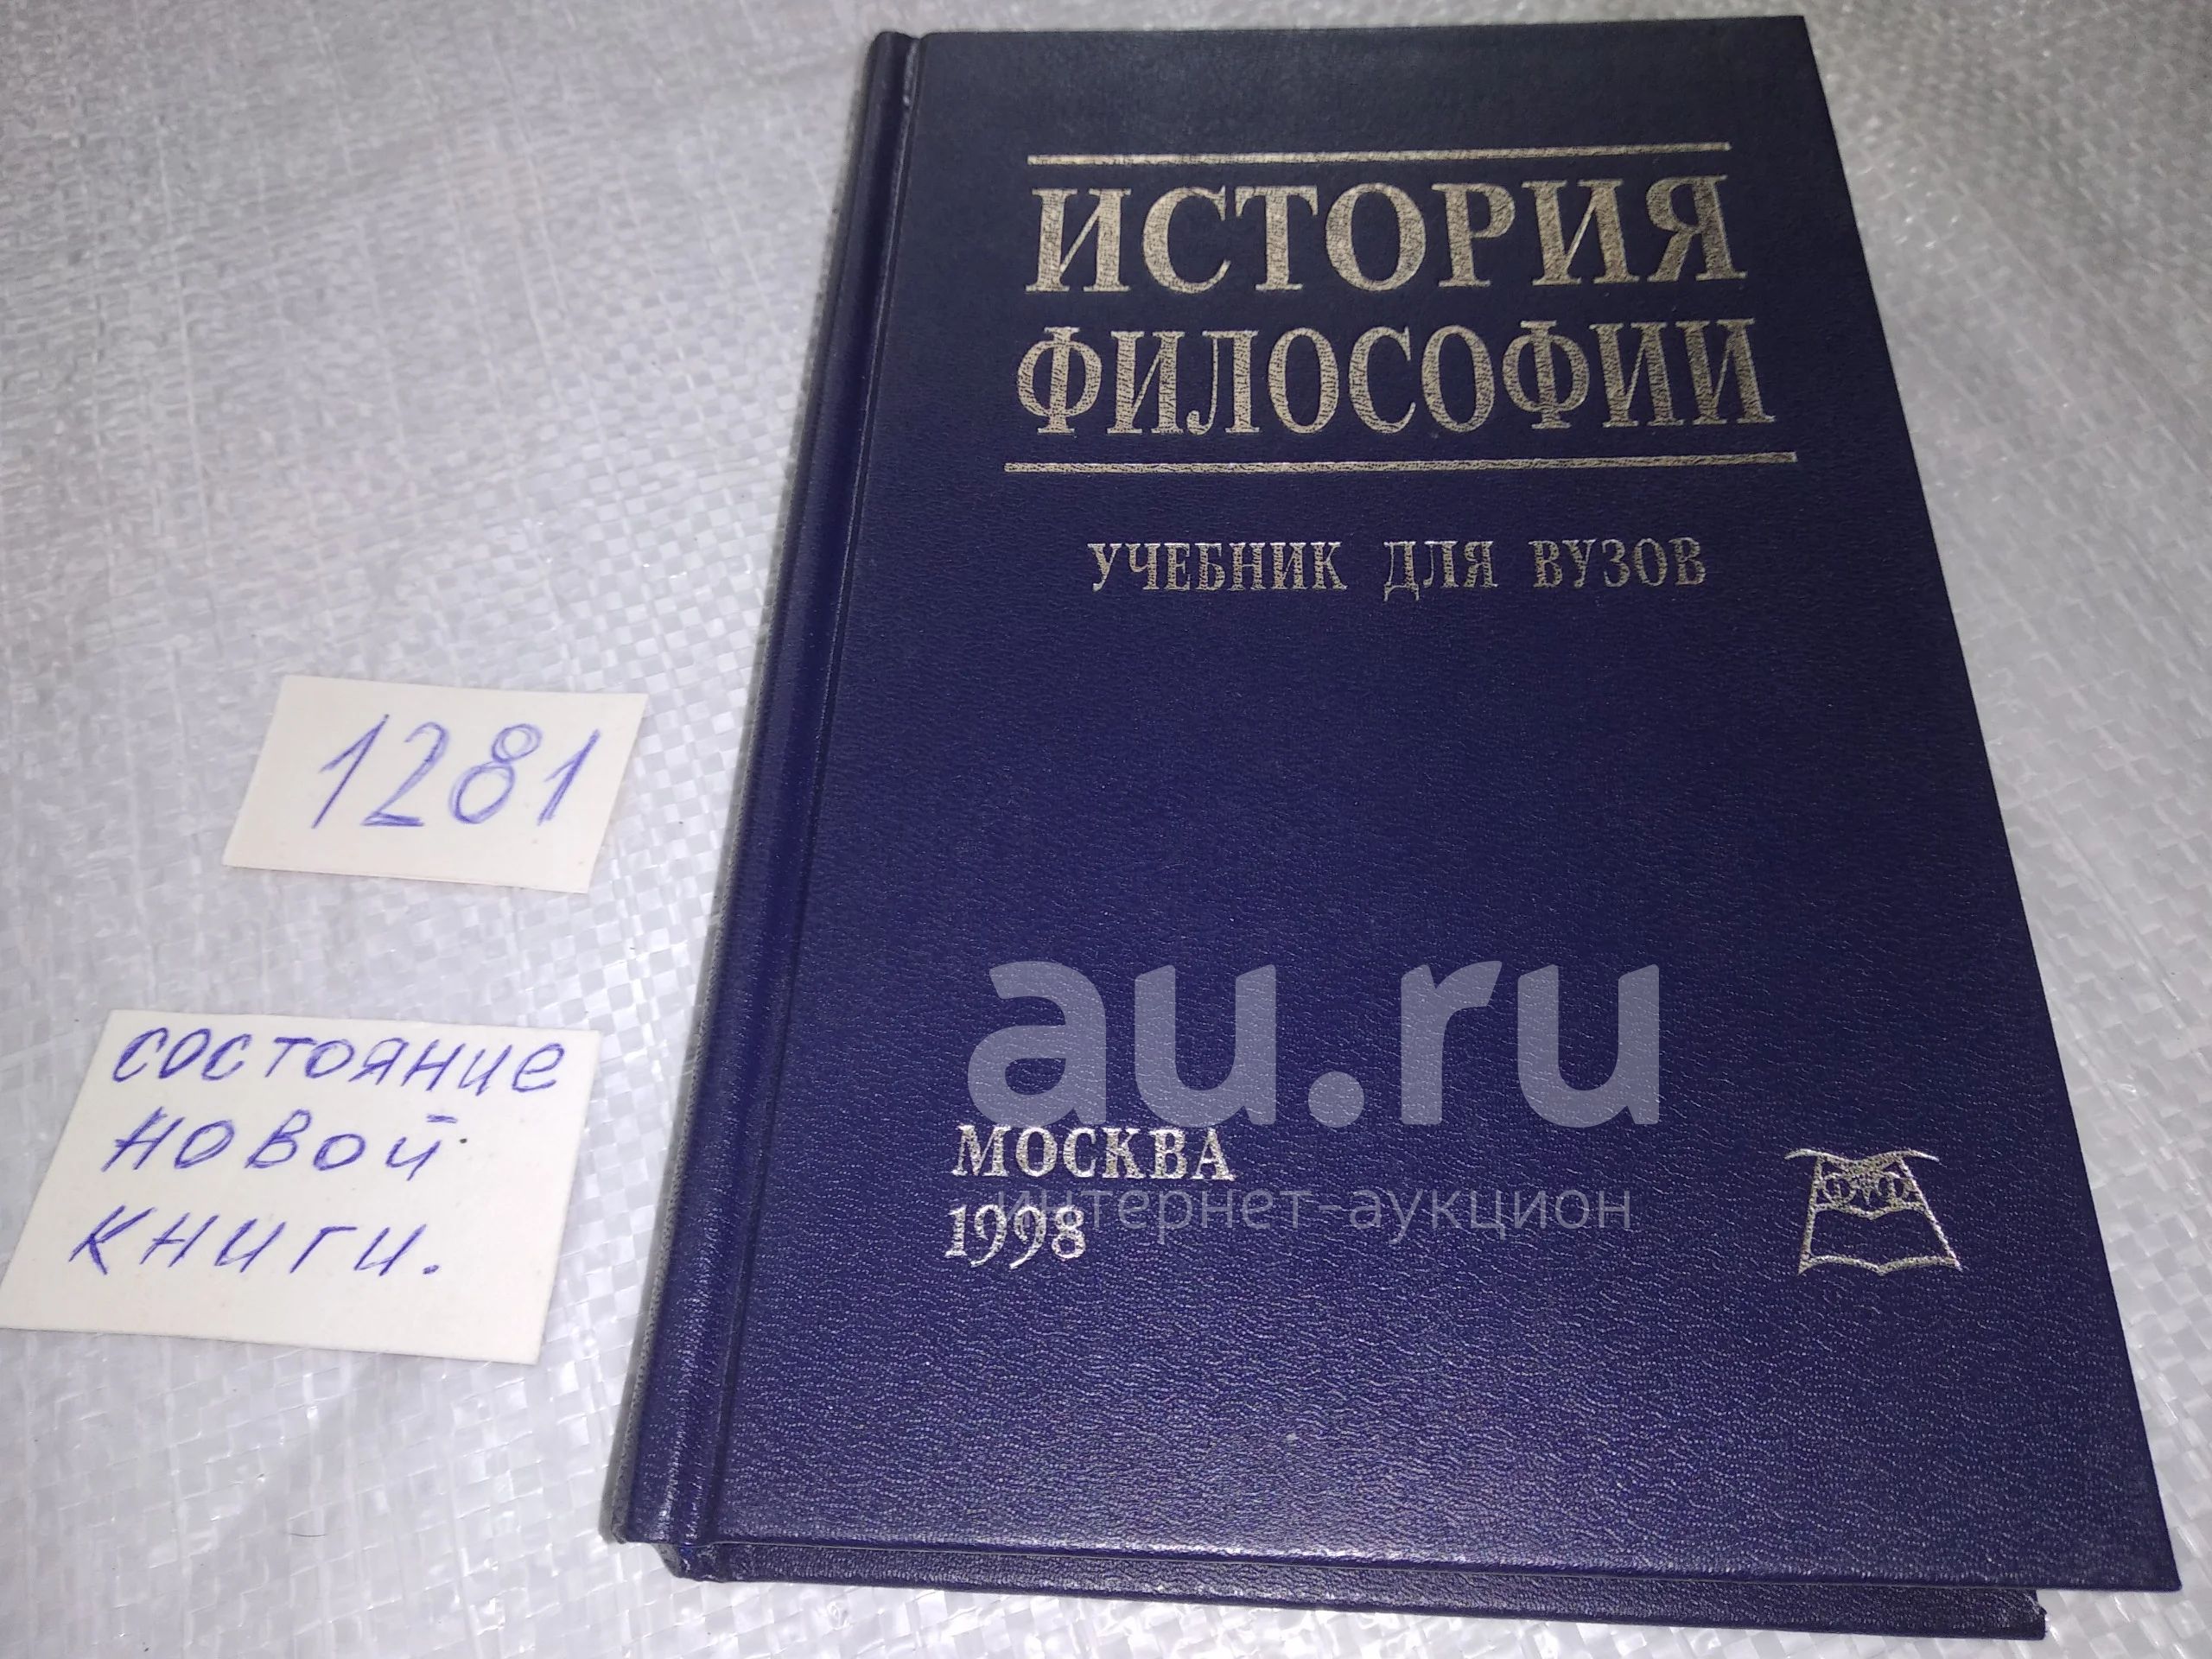 ИСТОРИЯ
ФИЛОСОФИИ
УЧЕБНИК ДЛЯ ВУЗОВ
1281
состояние
новой
книги.
au.ru
интернет-аукцион
МОСКВА
1998